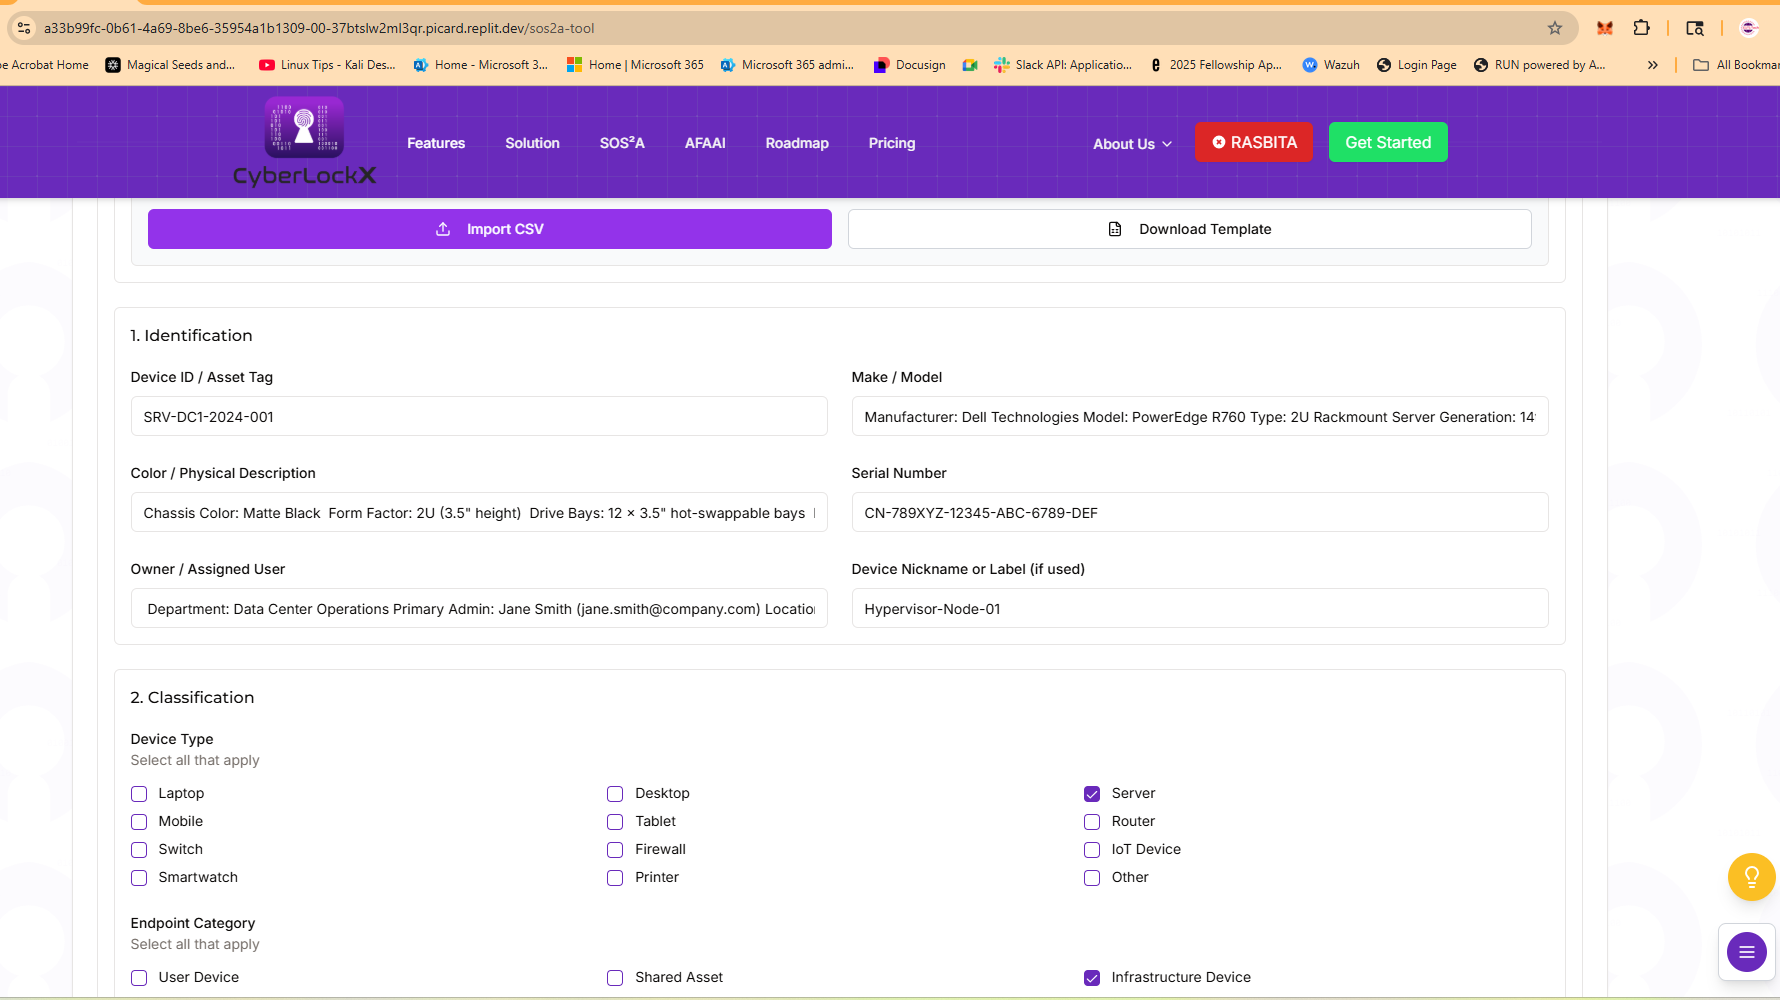 a33b99fc-0b61-4a69-8be6-35954a1b1309-00-37btslw2ml3qr.picard.replit.dev/sos2a-tool
e Acrobat Home Magical Seeds and... Linux Tips - Kali Des... Home - Microsoft 3... Home | Microsoft 365 Microsoft 365 admi... Docusign Slack API: Applicatio... 2025 Fellowship Ap... Wazuh Login Page RUN powered by A... » All Bookmar
CyberLockX
Features Solution SOS²A AFAAI Roadmap Pricing About Us RASBITA Get Started
Import CSV Download Template
1. Identification
Device ID / Asset Tag Make / Model
SRV-DC1-2024-001 Manufacturer: Dell Technologies Model: PowerEdge R760 Type: 2U Rackmount Server Generation: 14
Color / Physical Description Serial Number
Chassis Color: Matte Black Form Factor: 2U (3.5" height) Drive Bays: 12 × 3.5" hot-swappable bays CN-789XYZ-12345-ABC-6789-DEF
Owner / Assigned User Device Nickname or Label (if used)
Department: Data Center Operations Primary Admin: Jane Smith (jane.smith@company.com) Location Hypervisor-Node-01
2. Classification
Device Type
Select all that apply
Laptop Desktop Server
Mobile Tablet Router
Switch Firewall IoT Device
Smartwatch Printer Other
Endpoint Category
Select all that apply
User Device Shared Asset Infrastructure Device